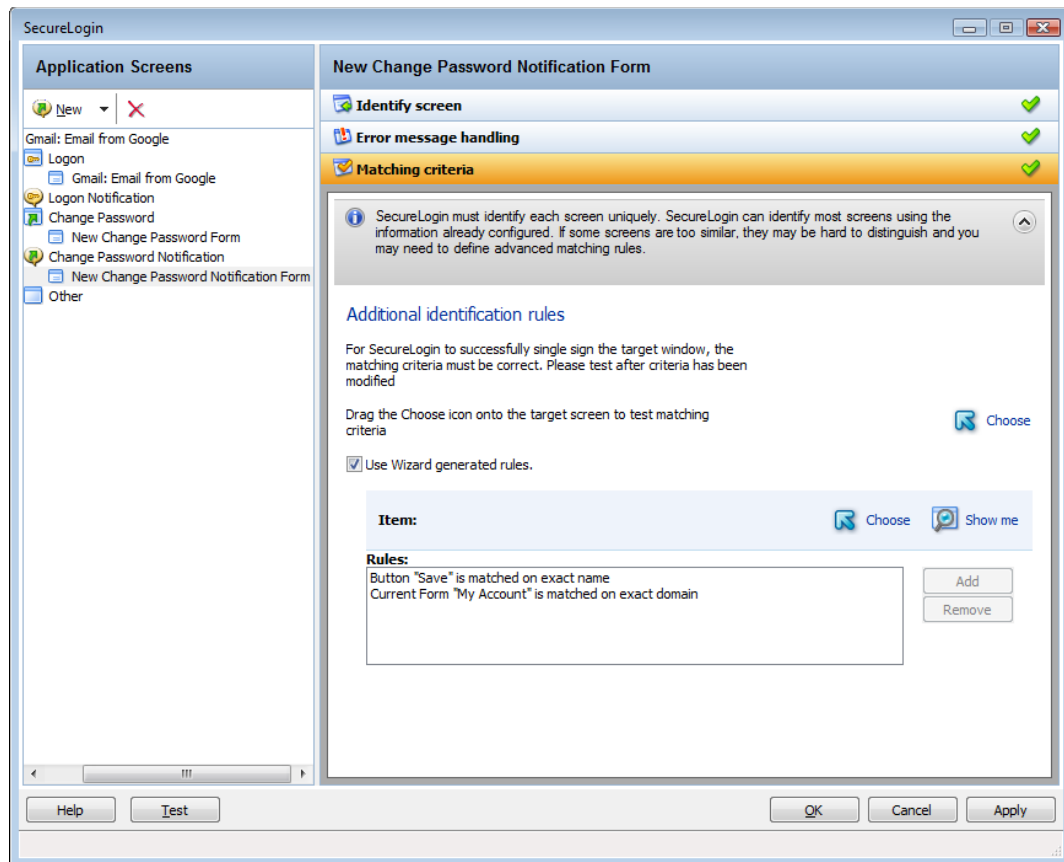 SecureLogin
Application Screens
New
Gmail: Email from Google
Logon
Gmail: Email from Google
Logon Notification
Change Password
New Change Password Form
Change Password Notification
New Change Password Notification Form
Other
New Change Password Notification Form
Identify screen
Error message handling
Matching criteria
SecureLogin must identify each screen uniquely. SecureLogin can identify most screens using the
information already configured. If some screens are too similar, they may be hard to distinguish and you
may need to define advanced matching rules.
Additional identification rules
For SecureLogin to successfully single sign the target window, the
matching criteria must be correct. Please test after criteria has been
modified
Drag the Choose icon onto the target screen to test matching
criteria
Choose
Use Wizard generated rules.
Item:
Choose
Show me
Rules:
Button "Save" is matched on exact name
Current Form "My Account" is matched on exact domain
Add
Remove
Help
Test
OK
Cancel
Apply